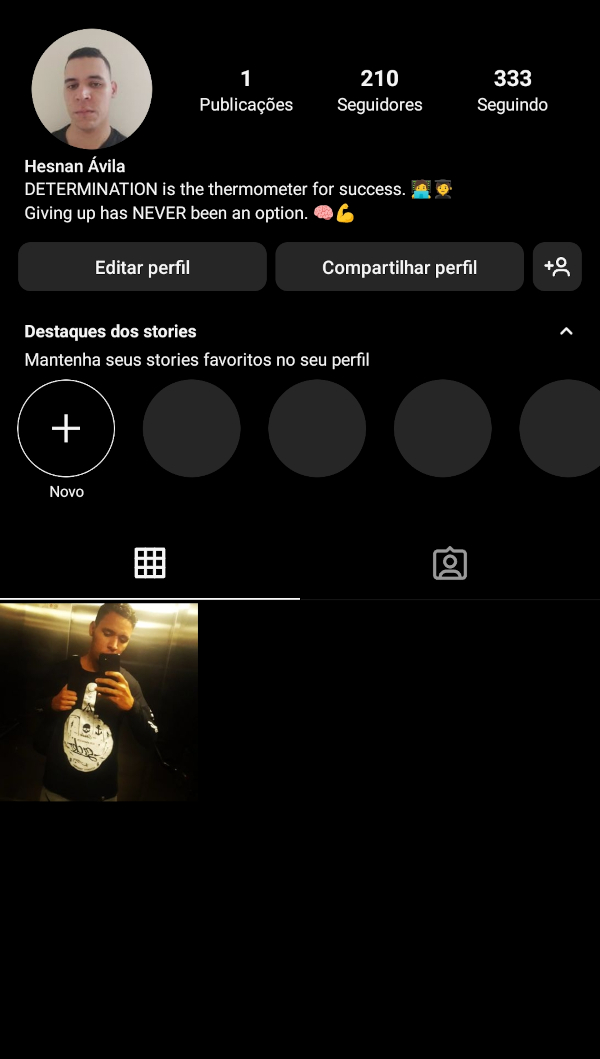 1
210
333
Publicações
Seguidores
Seguindo
Hesnan Ávila
DETERMINATION is the thermometer for success. 🧑‍💻🧑‍🎓
Giving up has NEVER been an option. 🧠💪
Editar perfil
Compartilhar perfil
Destaques dos stories
Mantenha seus stories favoritos no seu perfil
Novo